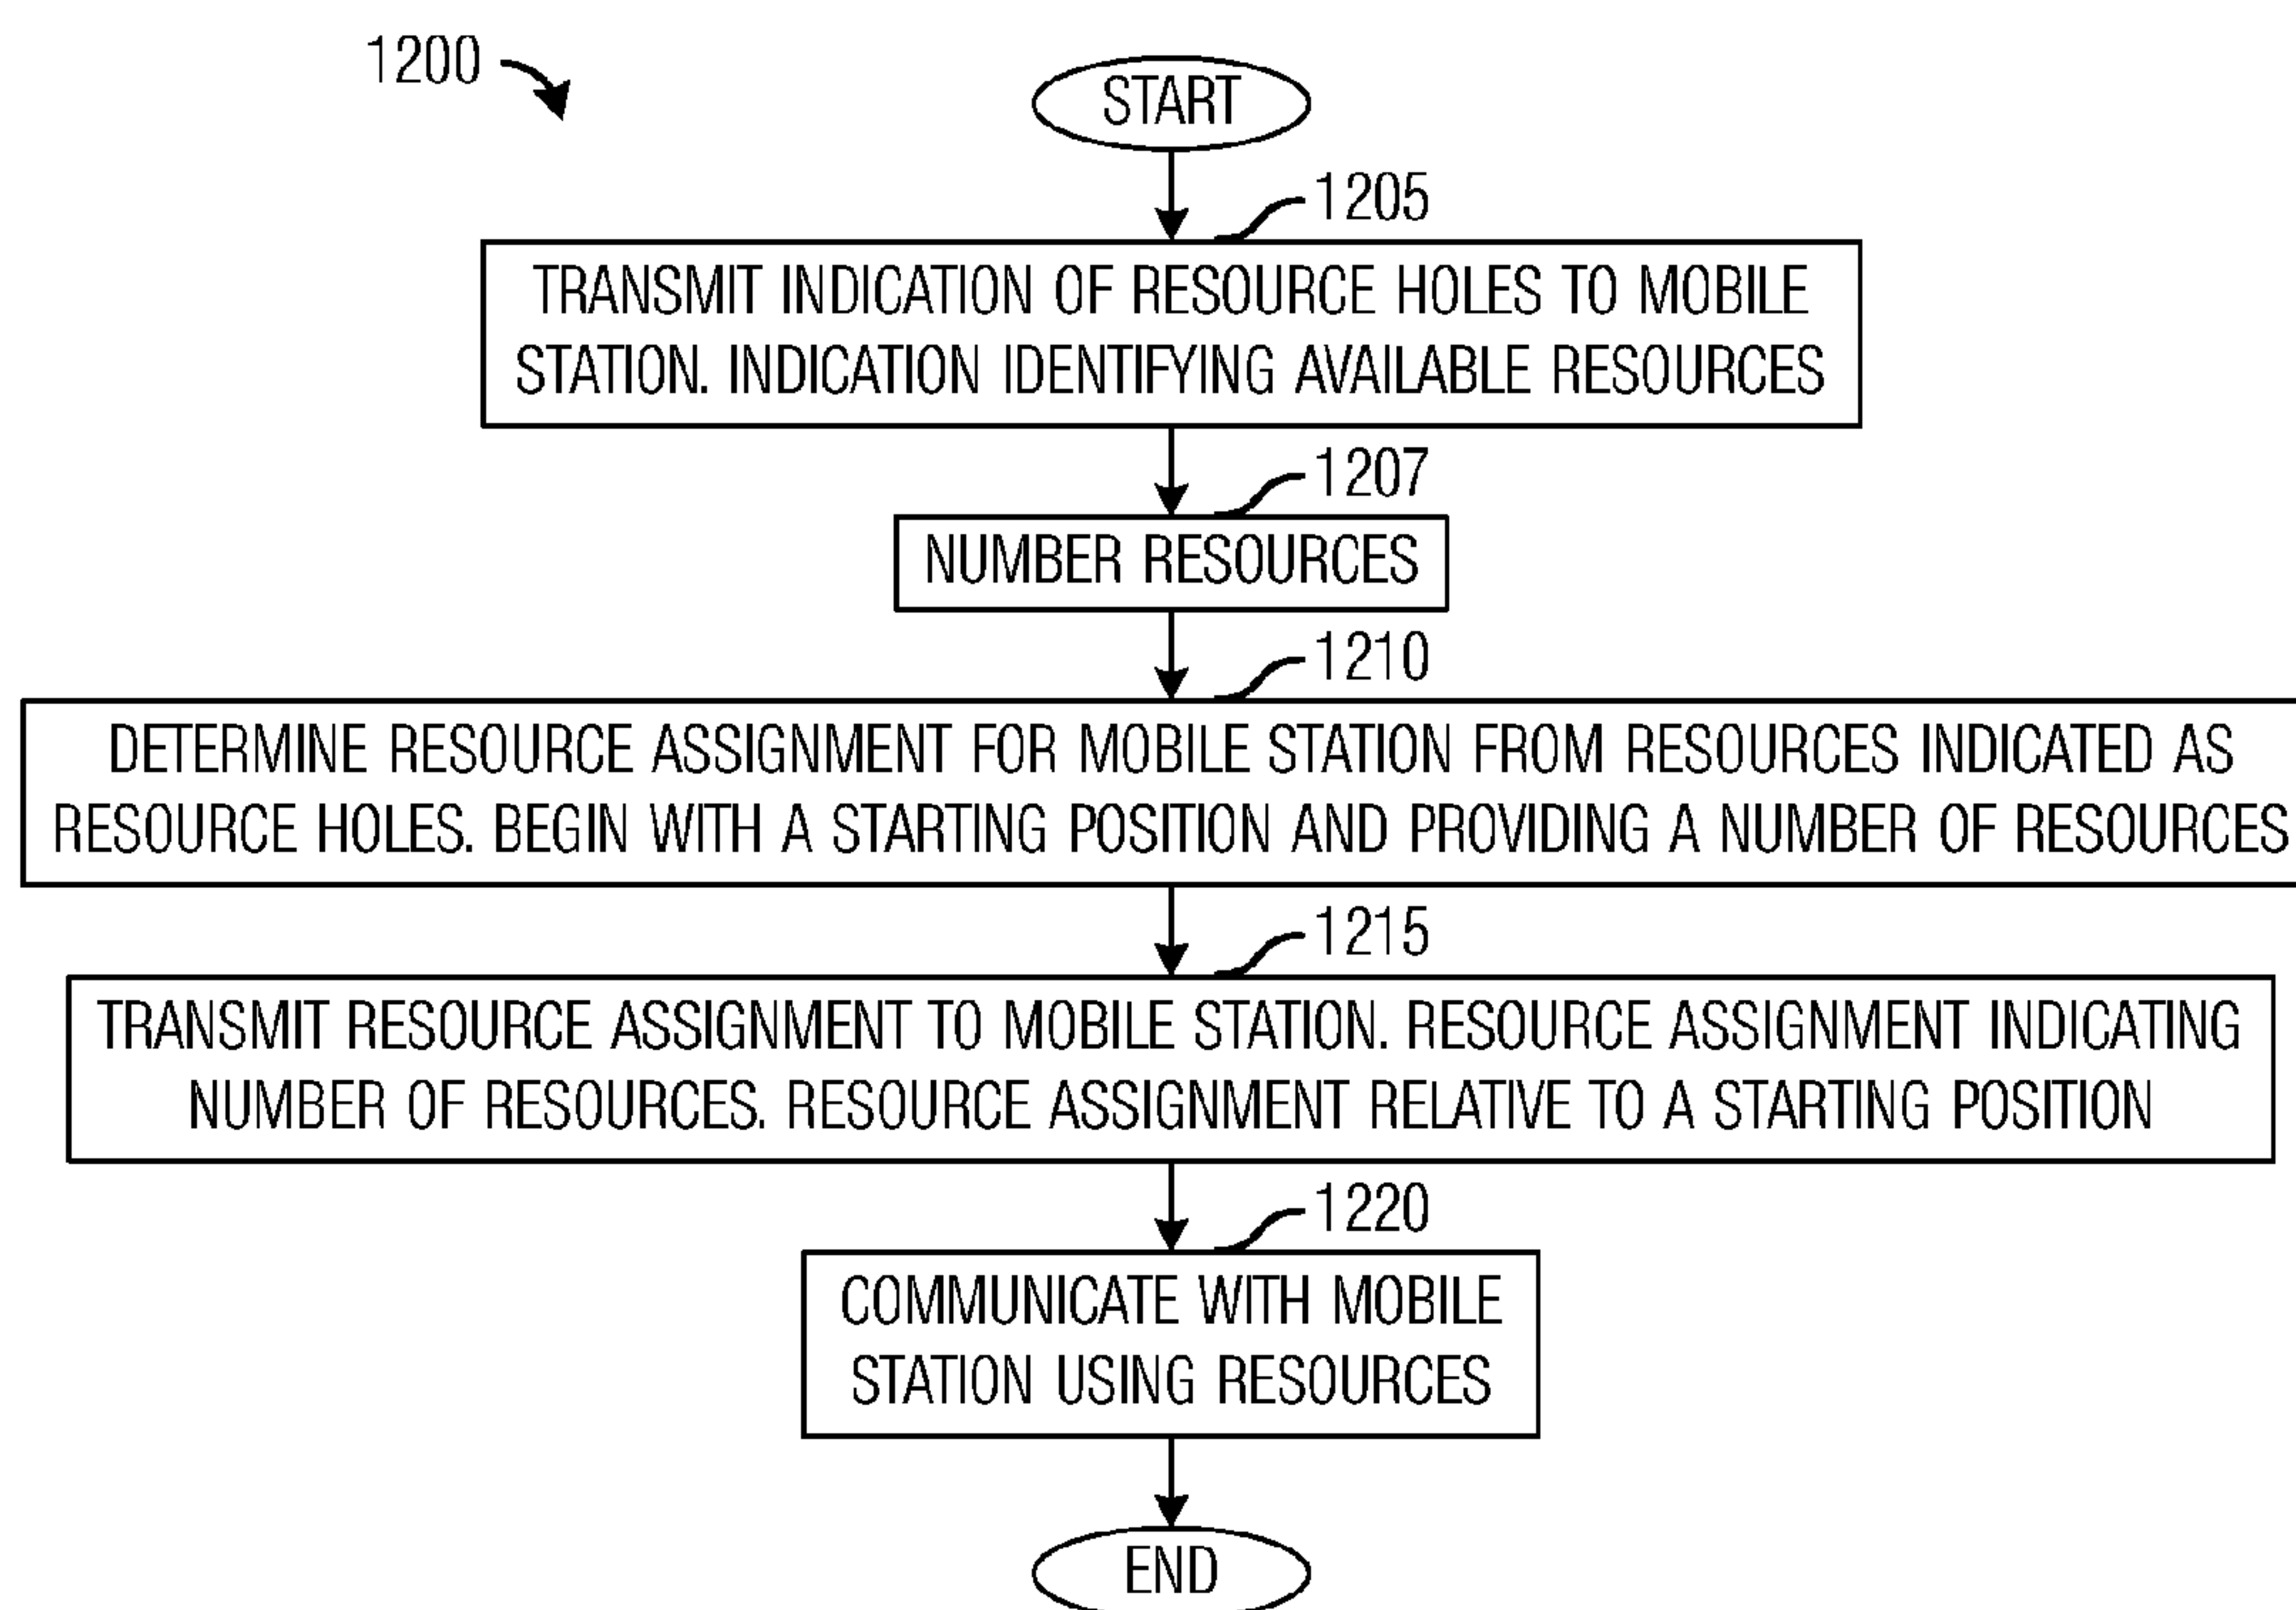 1200
START
1205
TRANSMIT INDICATION OF RESOURCE HOLES TO MOBILE
STATION. INDICATION IDENTIFYING AVAILABLE RESOURCES
1207
NUMBER RESOURCES
1210
DETERMINE RESOURCE ASSIGNMENT FOR MOBILE STATION FROM RESOURCES INDICATED AS
RESOURCE HOLES. BEGIN WITH A STARTING POSITION AND PROVIDING A NUMBER OF RESOURCES
1215
TRANSMIT RESOURCE ASSIGNMENT TO MOBILE STATION. RESOURCE ASSIGNMENT INDICATING
NUMBER OF RESOURCES. RESOURCE ASSIGNMENT RELATIVE TO A STARTING POSITION
1220
COMMUNICATE WITH MOBILE
STATION USING RESOURCES
END